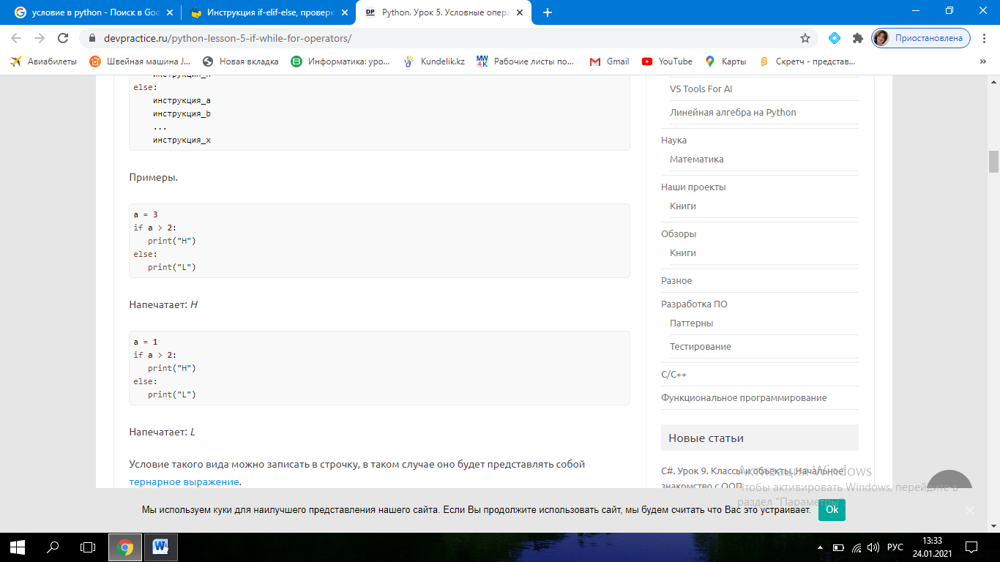 условие в python - Поиск в Goo
Инструкция if-elif-else, проверк
DP Python. Урок 5. Условные опера
devpractice.ru/python-lesson-5-if-while-for-operators/
Приостановлена
Авиабилеты
Швейная машина J...
Новая вкладка
Информатика: уро...
Kundelik.kz
MW 4K Рабочие листы по...
Gmail
YouTube
Карты
Скретч - представ...
»
инструкция_n
else:
инструкция_a
инструкция_b
...
инструкция_x
Примеры.
a = 3
if a > 2:
print("H")
else:
print("L")
Напечатает: H
a = 1
if a > 2:
print("H")
else:
print("L")
Напечатает: L
Условие такого вида можно записать в строчку, в таком случае оно будет представлять собой
тернарное выражение.
VS Tools For AI
Линейная алгебра на Python
Наука
Математика
Наши проекты
Книги
Обзоры
Книги
Разное
Разработка ПО
Паттерны
Тестирование
C/C++
Функциональное программирование
Новые статьи
C#. Урок 9. Классы и объекты. Начальное
знакомство с ООП
Активация Windows
Чтобы активировать Windows, перейдите в
раздел "Параметры".
Мы используем куки для наилучшего представления нашего сайта. Если Вы продолжите использовать сайт, мы будем считать что Вас это устраивает.
Ok
РУС
13:33
24.01.2021